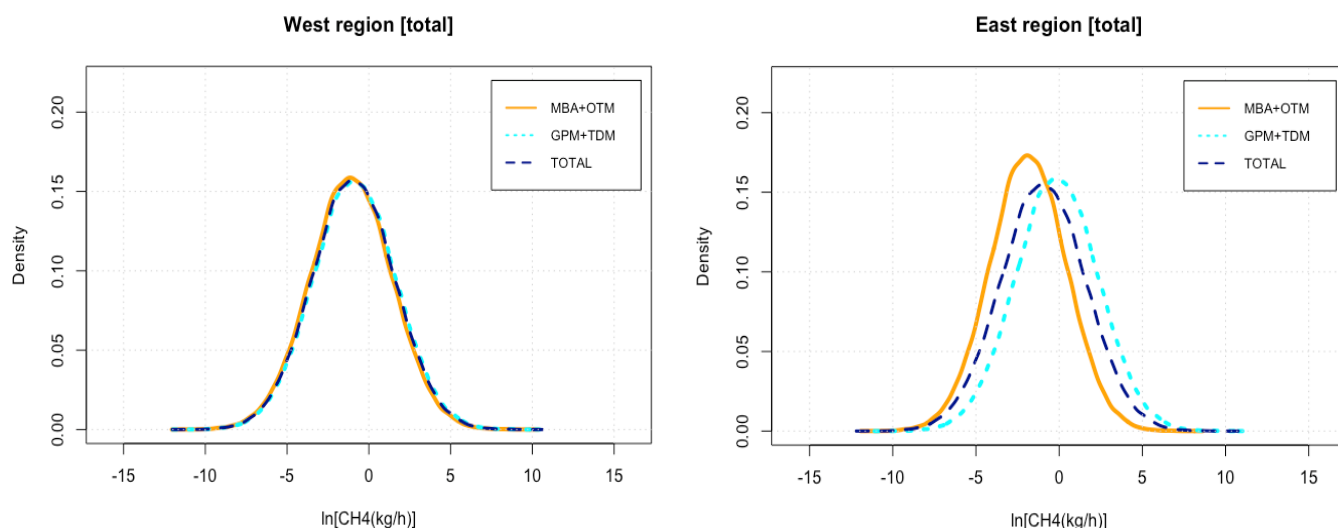 West region [total]
Density
0.00
0.05
0.10
0.15
0.20
MBA+OTM
GPM+TDM
TOTAL
-15
-10
-5
0
5
10
15
ln[CH4(kg/h)]
East region [total]
Density
0.00
0.05
0.10
0.15
0.20
MBA+OTM
GPM+TDM
TOTAL
-15
-10
-5
0
5
10
15
ln[CH4(kg/h)]